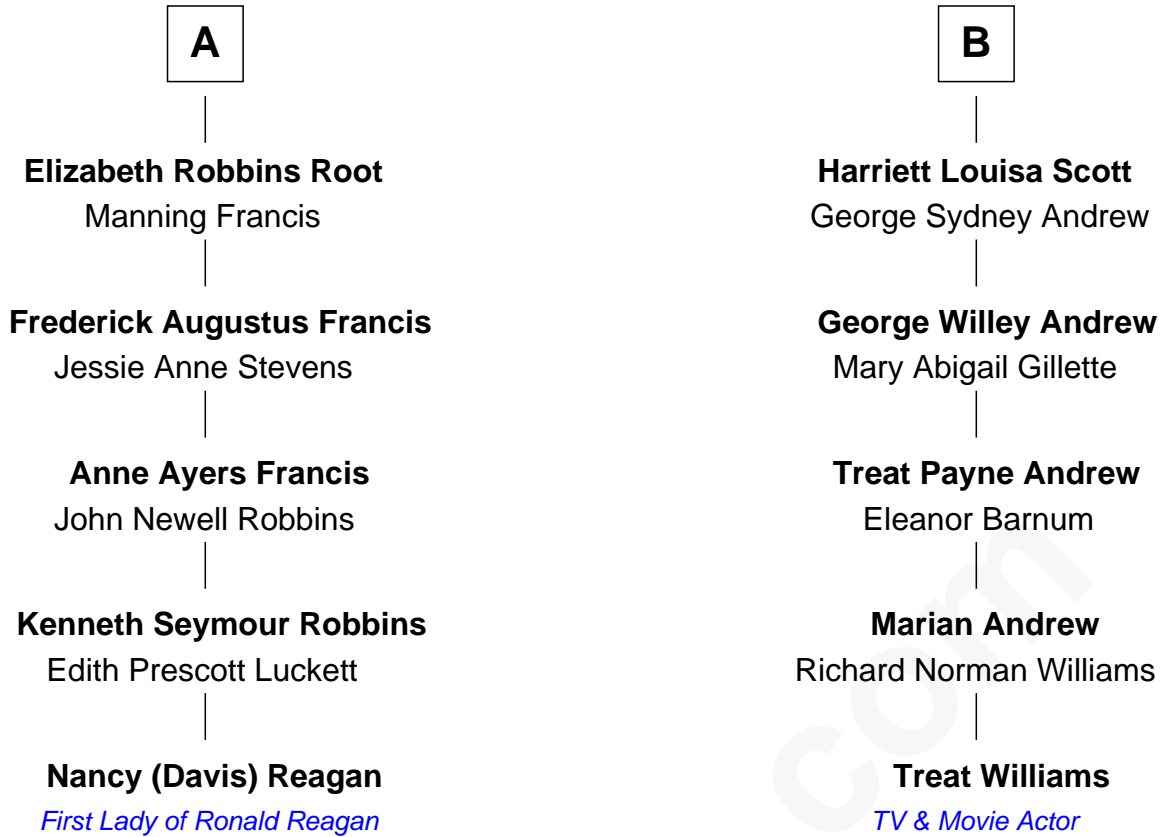 A
Elizabeth Robbins Root
Manning Francis
Frederick Augustus Francis
Jessie Anne Stevens
Anne Ayers Francis
John Newell Robbins
Kenneth Seymour Robbins
Edith Prescott Luckett
Nancy (Davis) Reagan
First Lady of Ronald Reagan
B
Harriett Louisa Scott
George Sydney Andrew
George Willey Andrew
Mary Abigail Gillette
Treat Payne Andrew
Eleanor Barnum
Marian Andrew
Richard Norman Williams
Treat Williams
TV & Movie Actor
com